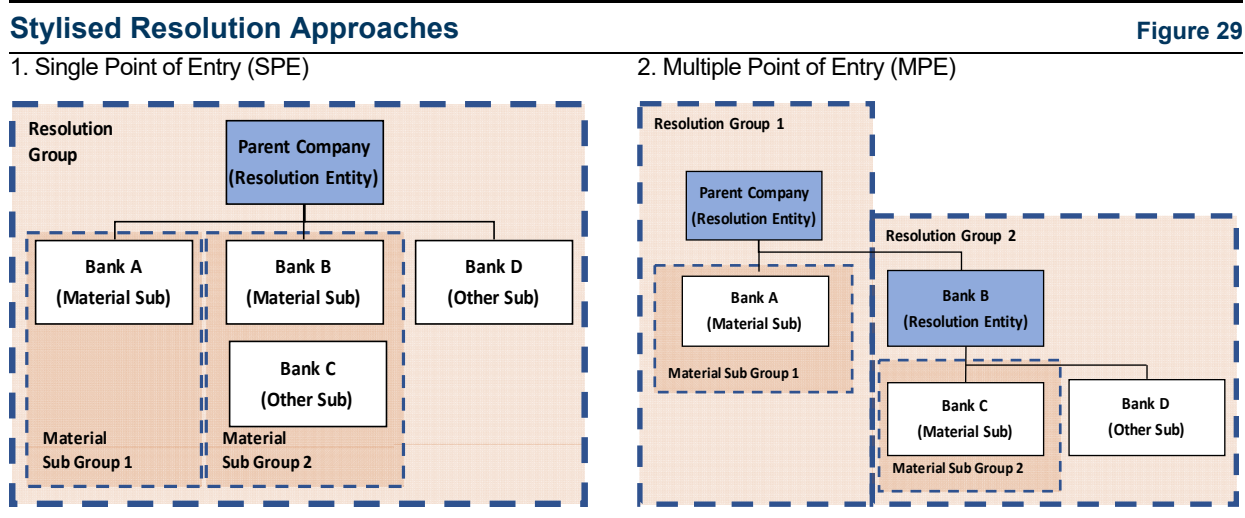 Stylised Resolution Approaches
Figure 29
1. Single Point of Entry (SPE)
Resolution
Group
Parent Company
(Resolution Entity)
Bank A
(Material Sub)
Bank B
(Material Sub)
Bank D
(Other Sub)
Bank C
(Other Sub)
Material
Sub Group 1
Material
Sub Group 2
2. Multiple Point of Entry (MPE)
Resolution Group 1
Parent Company
(Resolution Entity)
Bank A
(Material Sub)
Material Sub Group 1
Resolution Group 2
Bank B
(Resolution Entity)
Bank C
(Material Sub)
Bank D
(Other Sub)
Material Sub Group 2